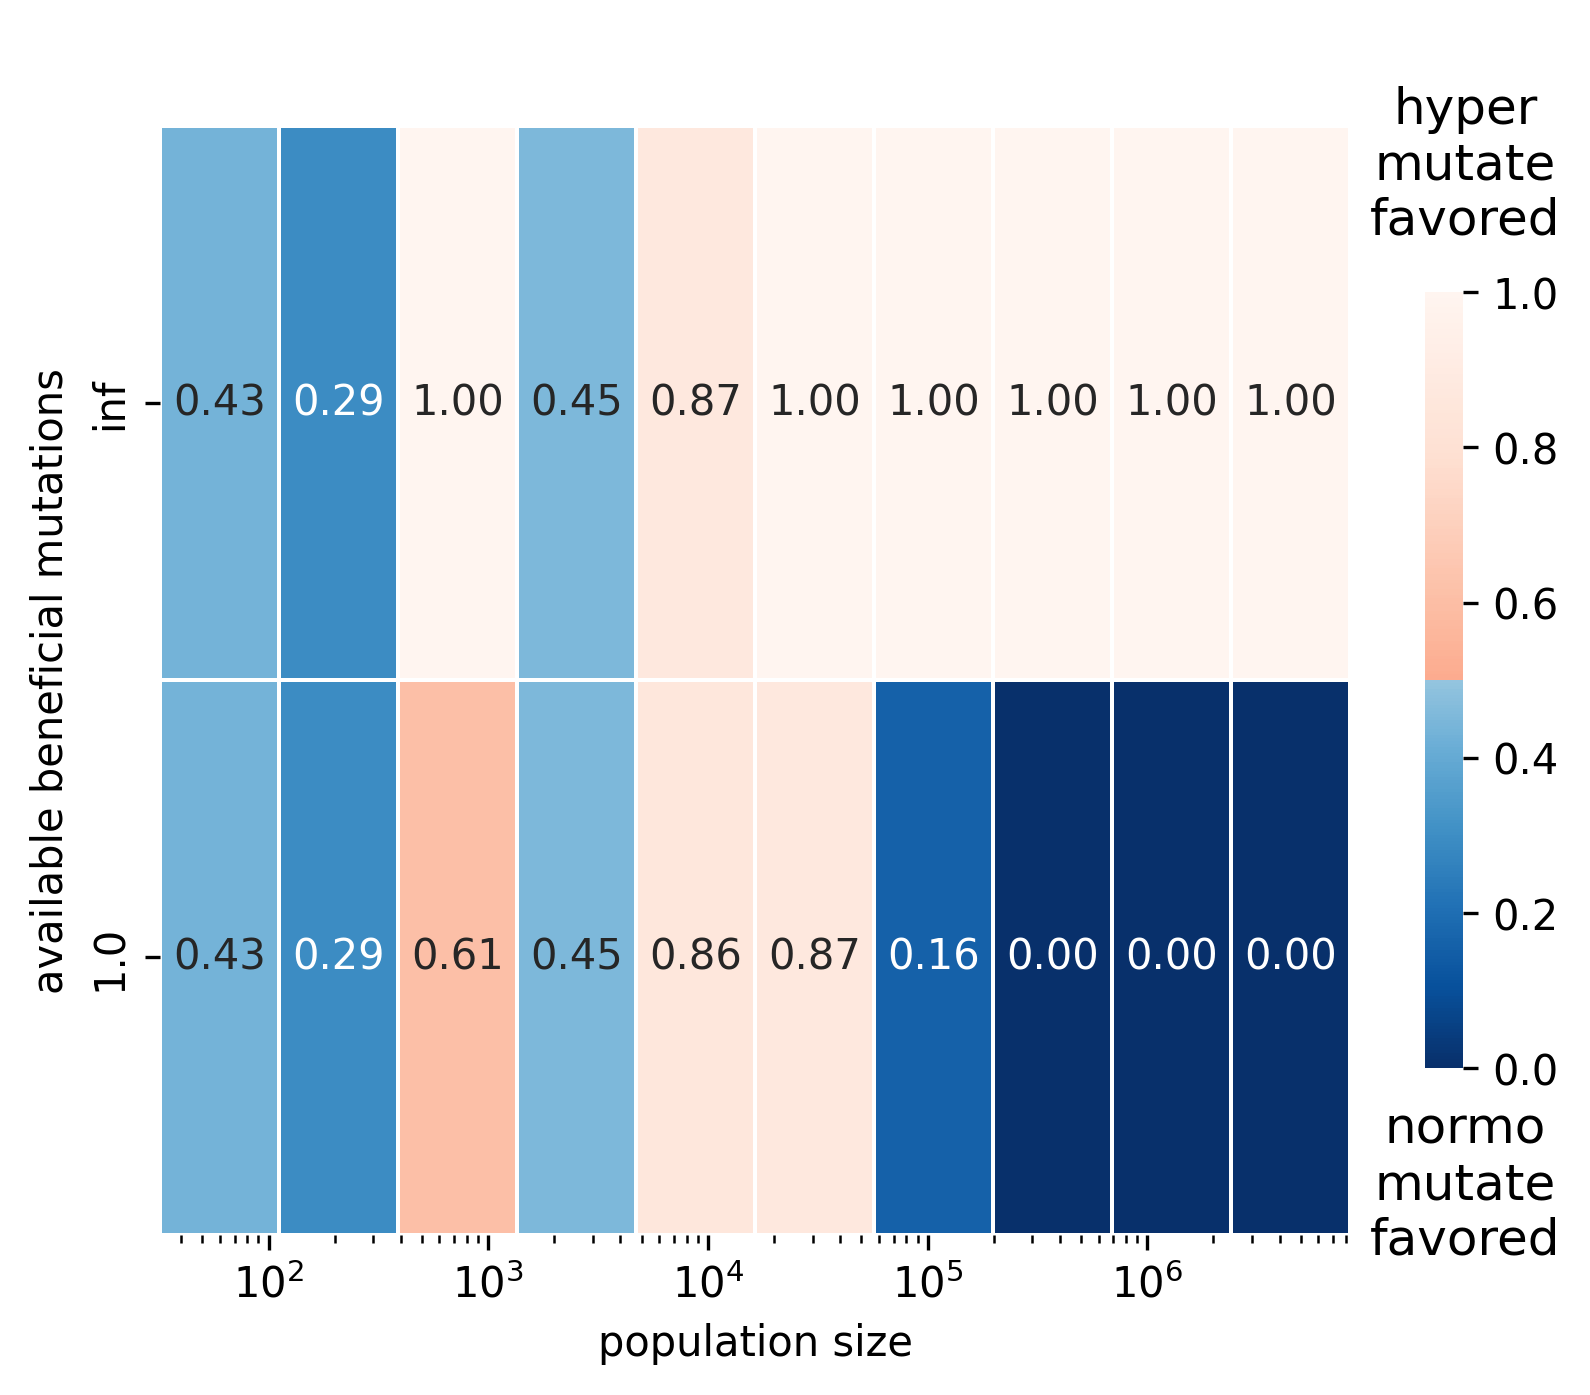 hyper
mutate
favored
available beneficial mutations
inf
0.43 0.29 1.00 0.45 0.87 1.00 1.00 1.00 1.00 1.00
1.0
0.43 0.29 0.61 0.45 0.86 0.87 0.16 0.00 0.00 0.00
10² 10³ 10⁴ 10⁵ 10⁶
population size
1.0
0.8
0.6
0.4
0.2
0.0
normo
mutate
favored